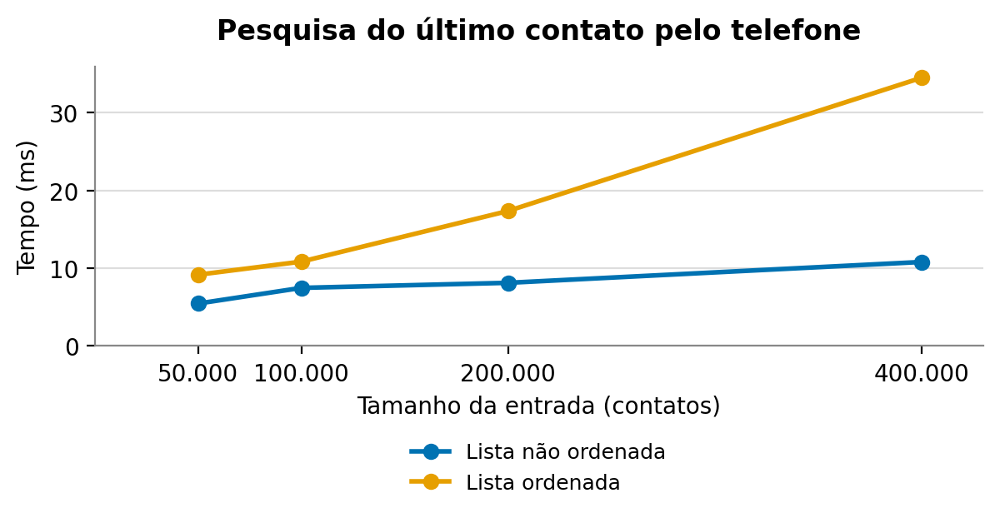 Pesquisa do último contato pelo telefone
Tempo (ms)
30
20
10
0
50.000 100.000 200.000 400.000
Tamanho da entrada (contatos)
Lista não ordenada
Lista ordenada